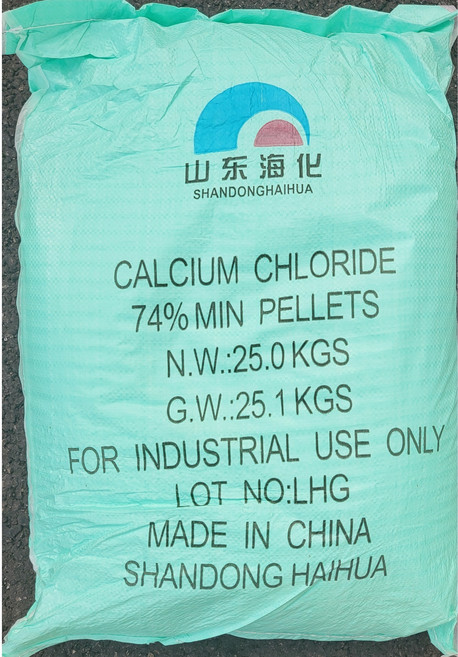 山东海化
SHANDONGHAIHUA
CALCIUM CHLORIDE
74% MIN PELLETS
N.W.:25.0 KGS
G.W.:25.1 KGS
FOR INDUSTRIAL USE ONLY
LOT NO:LHG
MADE IN CHINA
SHANDONG HAIHUA